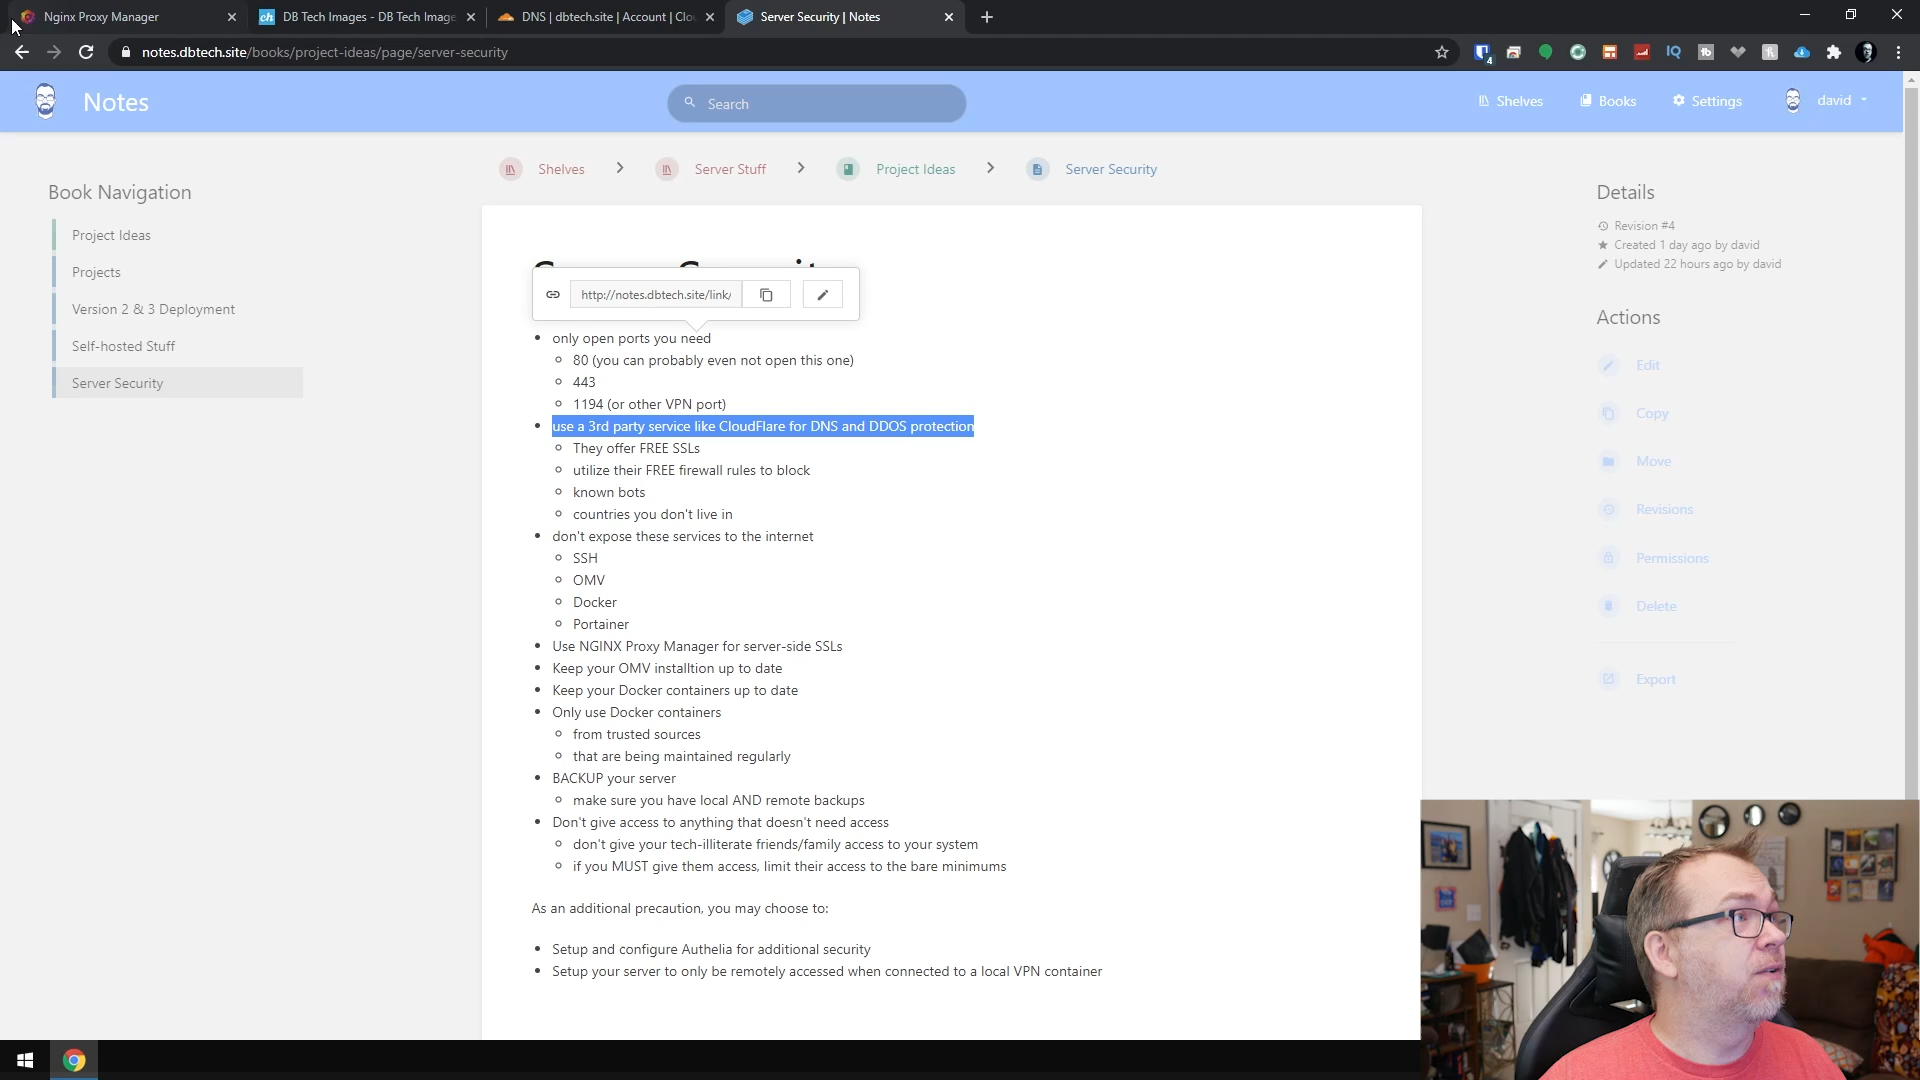 Nginx Proxy Manager
DB Tech Images - DB Tech Image
DNS | dbtech.site | Account | Clo
Server Security | Notes
notes.dbtech.site/books/project-ideas/page/server-security
4
IQ
Notes
Search
Shelves
Books
Settings
david
Shelves
Server Stuff
Project Ideas
Server Security
Book Navigation
Project Ideas
Projects
Version 2 & 3 Deployment
Self-hosted Stuff
Server Security
http://notes.dbtech.site/link/
only open ports you need
80 (you can probably even not open this one)
443
1194 (or other VPN port)
use a 3rd party service like CloudFlare for DNS and DDOS protection
They offer FREE SSLs
utilize their FREE firewall rules to block
known bots
countries you don't live in
don't expose these services to the internet
SSH
OMV
Docker
Portainer
Use NGINX Proxy Manager for server-side SSLs
Keep your OMV installtion up to date
Keep your Docker containers up to date
Only use Docker containers
from trusted sources
that are being maintained regularly
BACKUP your server
make sure you have local AND remote backups
Don't give access to anything that doesn't need access
don't give your tech-illiterate friends/family access to your system
if you MUST give them access, limit their access to the bare minimums
As an additional precaution, you may choose to:
Setup and configure Authelia for additional security
Setup your server to only be remotely accessed when connected to a local VPN container
Details
Revision #4
Created 1 day ago by david
Updated 22 hours ago by david
Actions
Edit
Copy
Move
Revisions
Permissions
Delete
Export